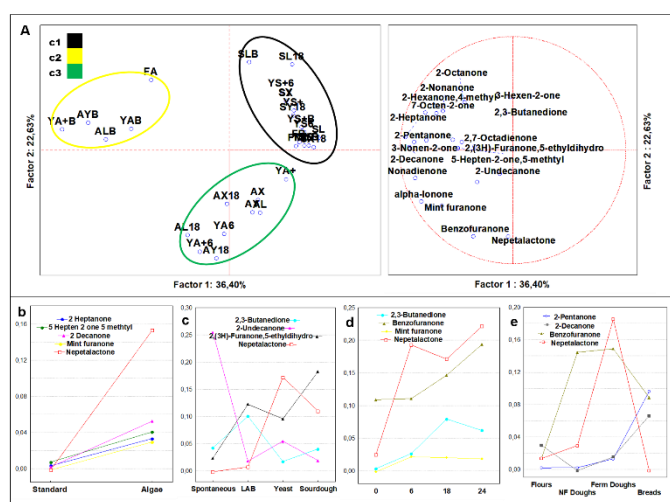 A
c1
c2
c3
SLB
SL18
FA
YS+6
SX
YS+
SY18
YS+B
YS6
SL
YA+B
AYB
ALB
YAB
YA+
AX18
AX
AXL
AL18
YA6
YA+6
AY18
Factor 2: 22,63%
Factor 1: 36,40%
2-Octanone
2-Nonanone
3-Hexen-2-one
2-Hexanone,4-methyl
7-Octen-2-one
2,3-Butanedione
2-Heptanone
2-Pentanone
2,7-Octadienone
3-Nonen-2-one
2,(3H)-Furanone,5-ethyldihydro
2-Decanone
5-Hepten-2-one,5-methyl
Nonadienone
2-Undecanone
alpha-Ionone
Mint furanone
Benzofuranone
Nepetalactone
Factor 2 : 22,63%
Factor 1 : 36,40%
b
2 Heptanone
5 Hepten 2 one 5 methyl
2 Decanone
Mint furanone
Nepetalactone
0,16
0,12
0,08
0,04
0,00
Standard
Algae
c
2,3-Butanedione
2-Undecanone
2,(3H)-Furanone,5-ethyldihydro
Nepetalactone
0,30
0,25
0,20
0,15
0,10
0,05
0,00
Spontaneous
LAB
Yeast
Sourdough
d
2,3-Butanedione
Benzofuranone
Mint furanone
Nepetalactone
0,25
0,20
0,15
0,10
0,05
0,00
0
6
18
24
e
2-Pentanone
2-Decanone
Benzofuranone
Nepetalactone
0,20
0,16
0,12
0,08
0,04
0,00
Flours
NF Doughs
Ferm Doughs
Breeds